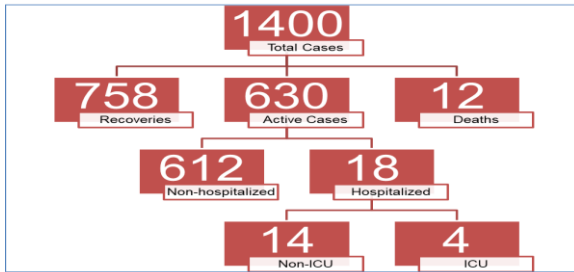 1400
Total Cases
758
Recoveries
630
Active Cases
12
Deaths
612
Non-hospitalized
18
Hospitalized
14
Non-ICU
4
ICU